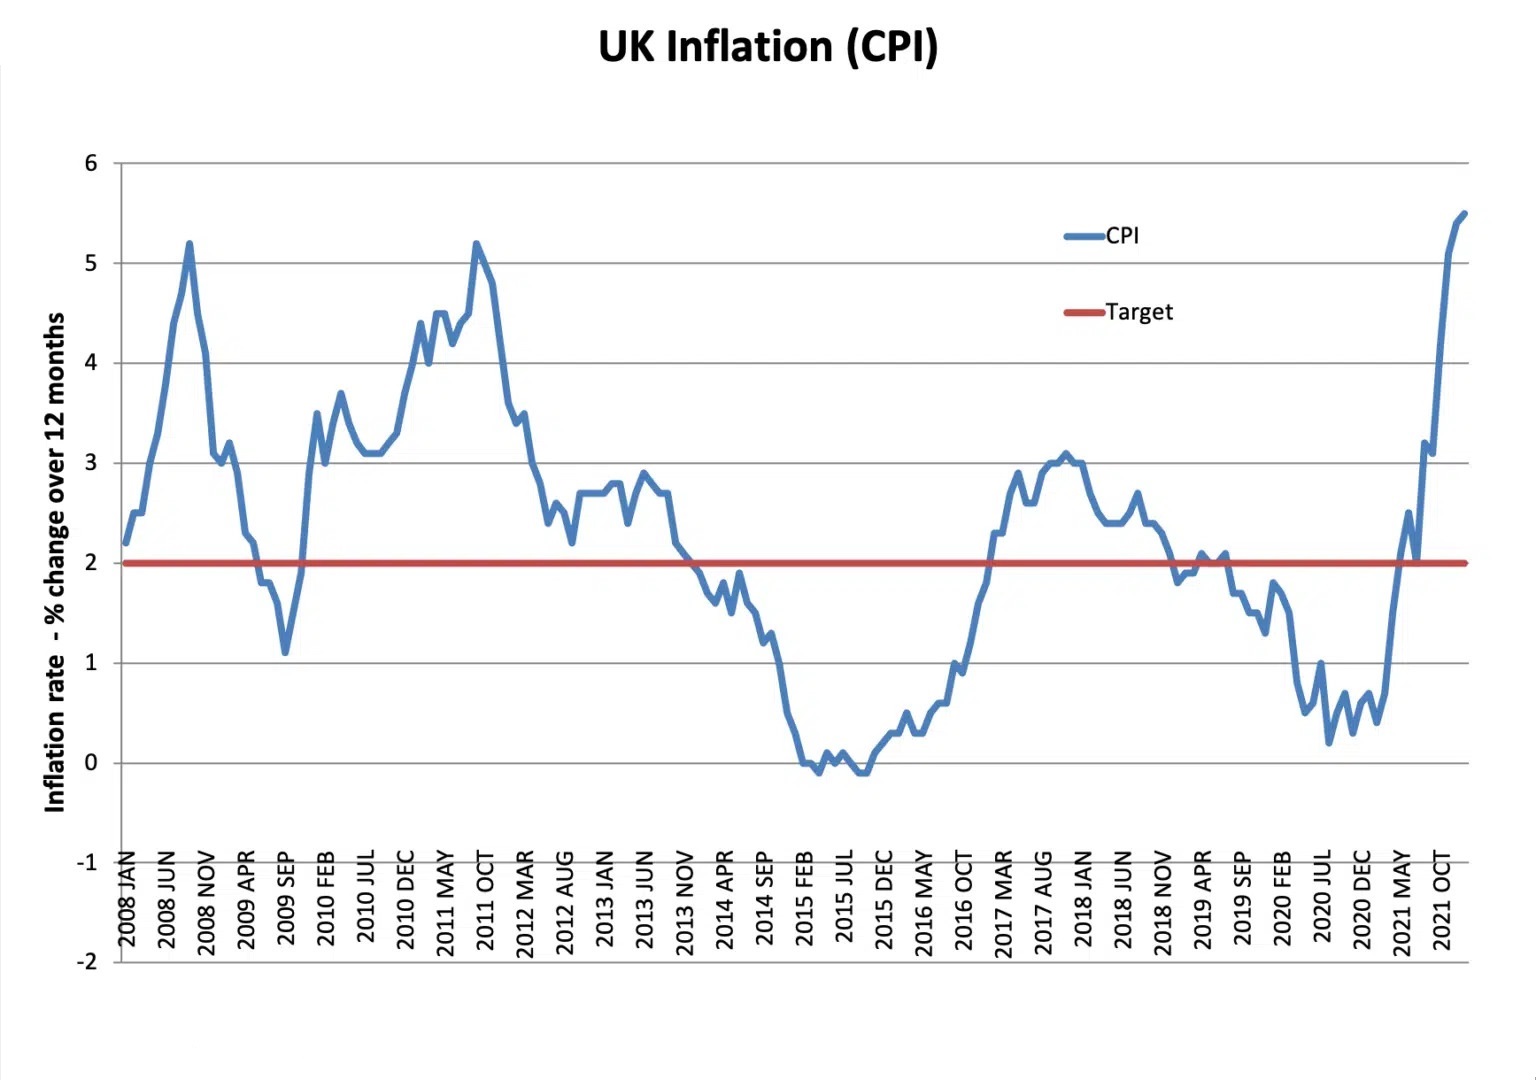 UK Inflation (CPI)
Inflation rate - % change over 12 months
6
5
4
3
2
1
0
-1
-2
CPI
Target
2008 JAN
2008 JUN
2008 NOV
2009 APR
2009 SEP
2010 FEB
2010 JUL
2010 DEC
2011 MAY
2011 OCT
2012 MAR
2012 AUG
2013 JAN
2013 JUN
2013 NOV
2014 APR
2014 SEP
2015 FEB
2015 JUL
2015 DEC
2016 MAY
2016 OCT
2017 MAR
2017 AUG
2018 JAN
2018 JUN
2018 NOV
2019 APR
2019 SEP
2020 FEB
2020 JUL
2020 DEC
2021 MAY
2021 OCT